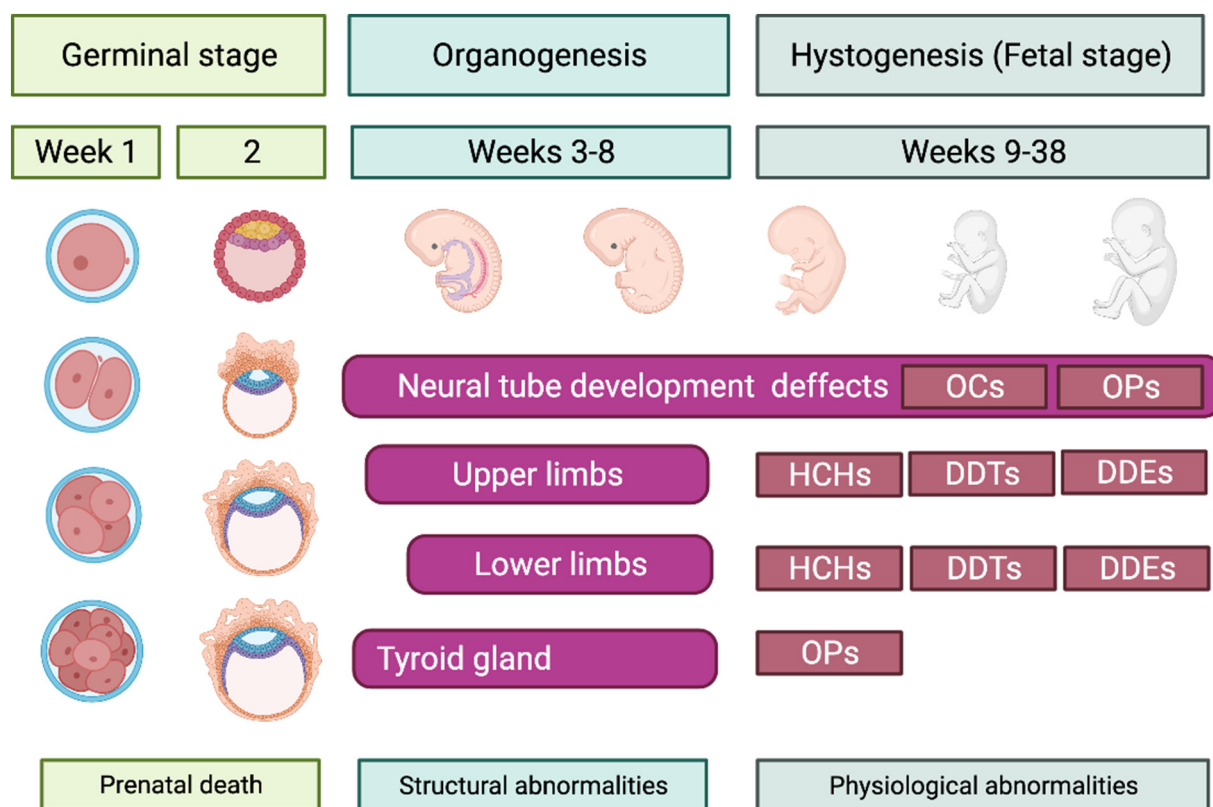 Germinal stage
Organogenesis
Hystogenesis (Fetal stage)
Week 1
2
Weeks 3-8
Weeks 9-38
Neural tube development deffects
OCs
OPs
Upper limbs
HCHs
DDTs
DDEs
Lower limbs
HCHs
DDTs
DDEs
Tyroid gland
OPs
Prenatal death
Structural abnormalities
Physiological abnormalities